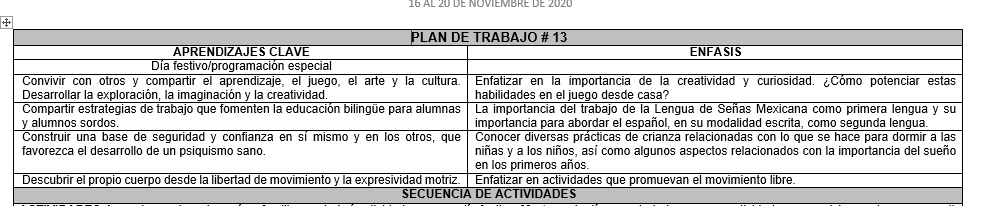 16 AL 20 DE NOVIEMBRE DE 2020
PLAN DE TRABAJO # 13
APRENDIZAJES CLAVE
ENFASIS
Día festivo/programación especial
Convivir con otros y compartir el aprendizaje, el juego, el arte y la cultura.
Desarrollar la exploración, la imaginación y la creatividad.
Enfatizar en la importancia de la creatividad y curiosidad. ¿Cómo potenciar estas
habilidades en el juego desde casa?
Compartir estrategias de trabajo que fomenten la educación bilingüe para alumnas
y alumnos sordos.
La importancia del trabajo de la Lengua de Señas Mexicana como primera lengua y su
importancia para abordar el español, en su modalidad escrita, como segunda lengua.
Construir una base de seguridad y confianza en sí mismo y en los otros, que
favorezca el desarrollo de un psiquismo sano.
Conocer diversas prácticas de crianza relacionadas con lo que se hace para dormir a las
niñas y a los niños, así como algunos aspectos relacionados con la importancia del sueño
en los primeros años.
Descubrir el propio cuerpo desde la libertad de movimiento y la expresividad motriz.
Enfatizar en actividades que promuevan el movimiento libre.
SECUENCIA DE ACTIVIDADES